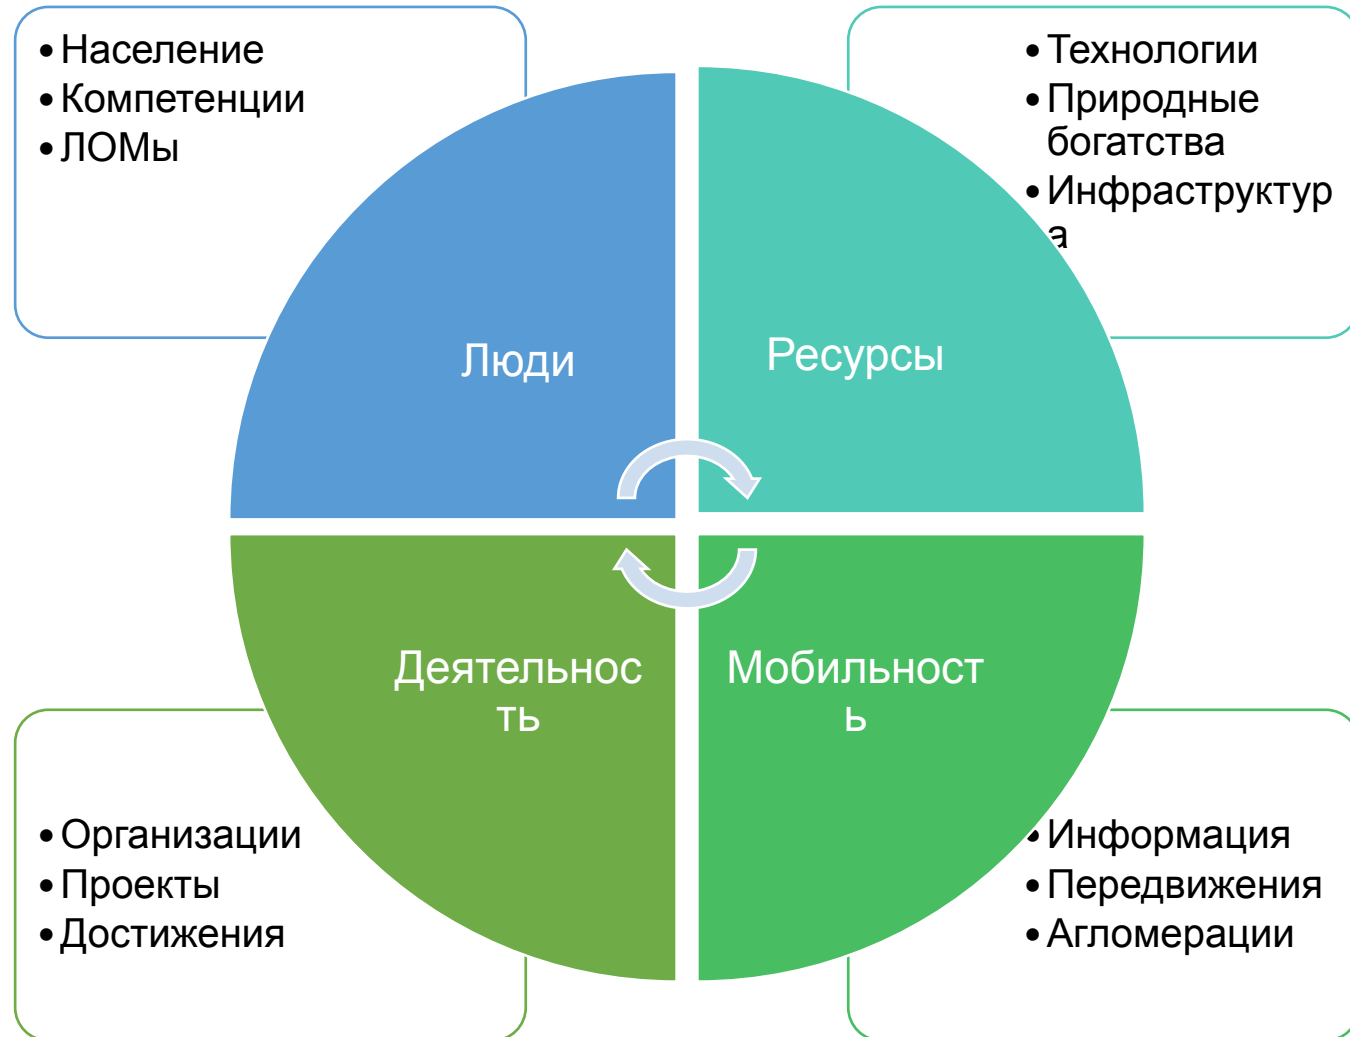 • Население
• Компетенции
• ЛОМы
• Технологии
• Природные
богатства
• Инфраструктур
а
Люди
Ресурсы
Деятельнос
ть
Мобильност
ь
• Организации
• Проекты
• Достижения
• Информация
• Передвижения
• Агломерации